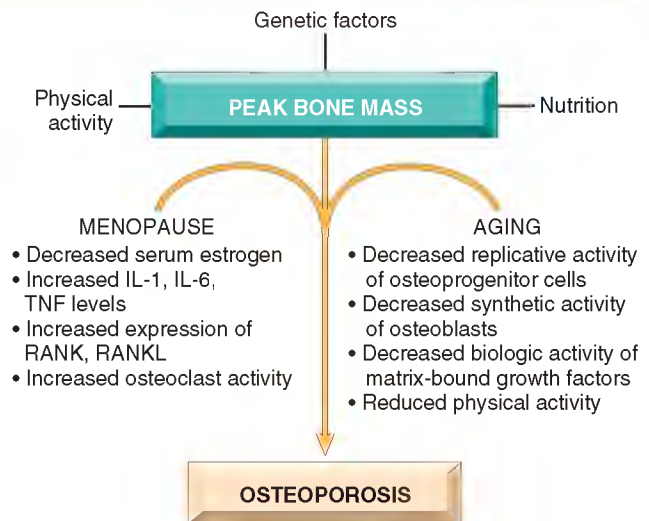 Genetic factors
Physical
activity
PEAK BONE MASS
Nutrition
MENOPAUSE
• Decreased serum estrogen
• Increased IL-1, IL-6,
TNF levels
• Increased expression of
RANK, RANKL
• Increased osteoclast activity
AGING
• Decreased replicative activity
of osteoprogenitor cells
• Decreased synthetic activity
of osteoblasts
• Decreased biologic activity of
matrix-bound growth factors
• Reduced physical activity
OSTEOPOROSIS